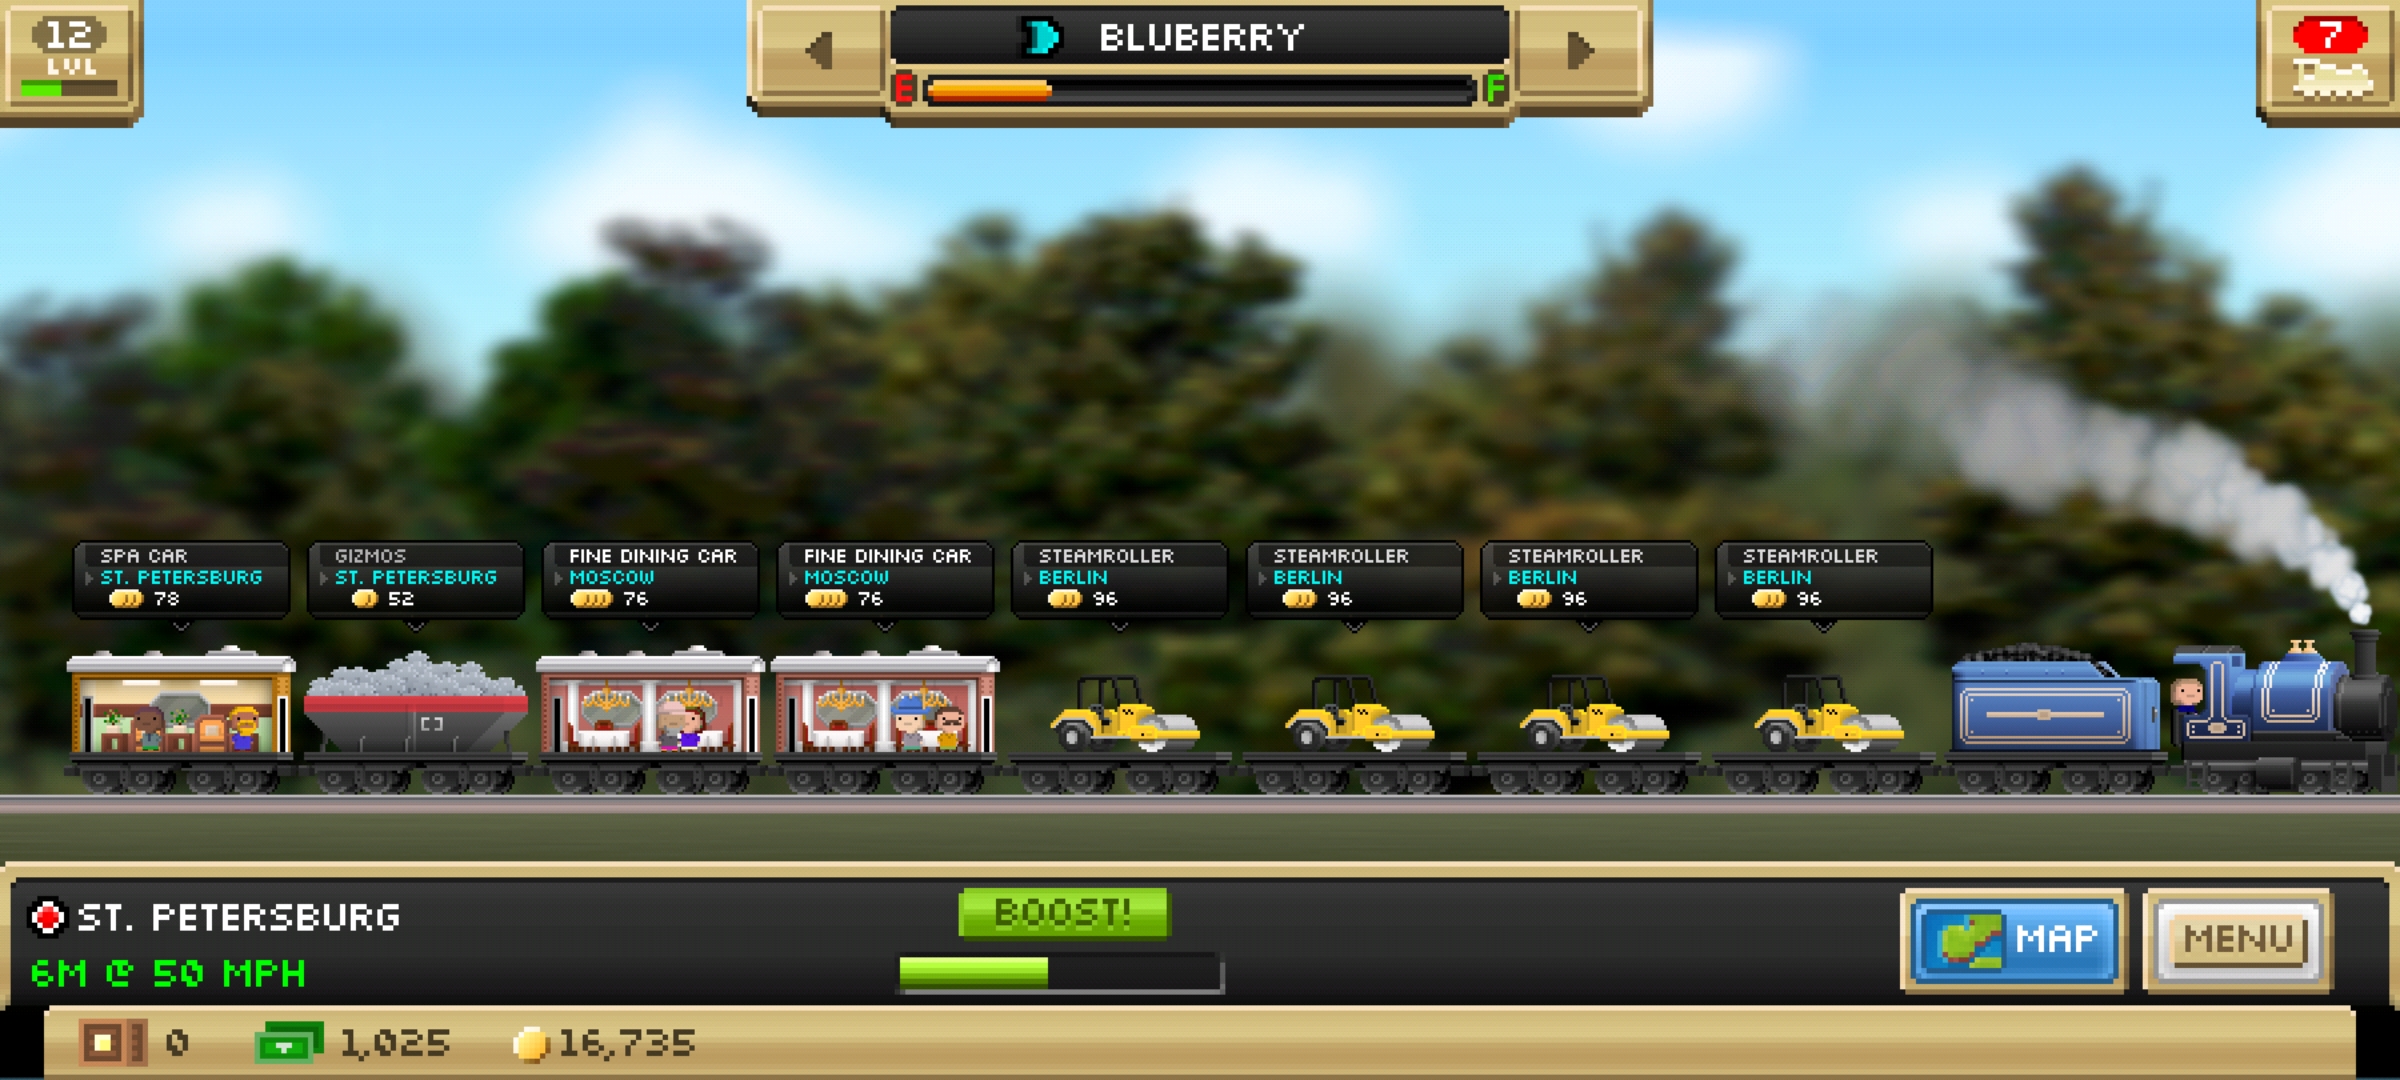 12
LVL
BLUBERRY
E F
7
SPA CAR
ST. PETERSBURG
78
GIZMOS
ST. PETERSBURG
52
FINE DINING CAR
MOSCOW
76
FINE DINING CAR
MOSCOW
76
STEAMROLLER
BERLIN
96
STEAMROLLER
BERLIN
96
STEAMROLLER
BERLIN
96
STEAMROLLER
BERLIN
96
ST. PETERSBURG
6M @ 50 MPH
BOOST!
MAP
MENU
0
1,025
16,735